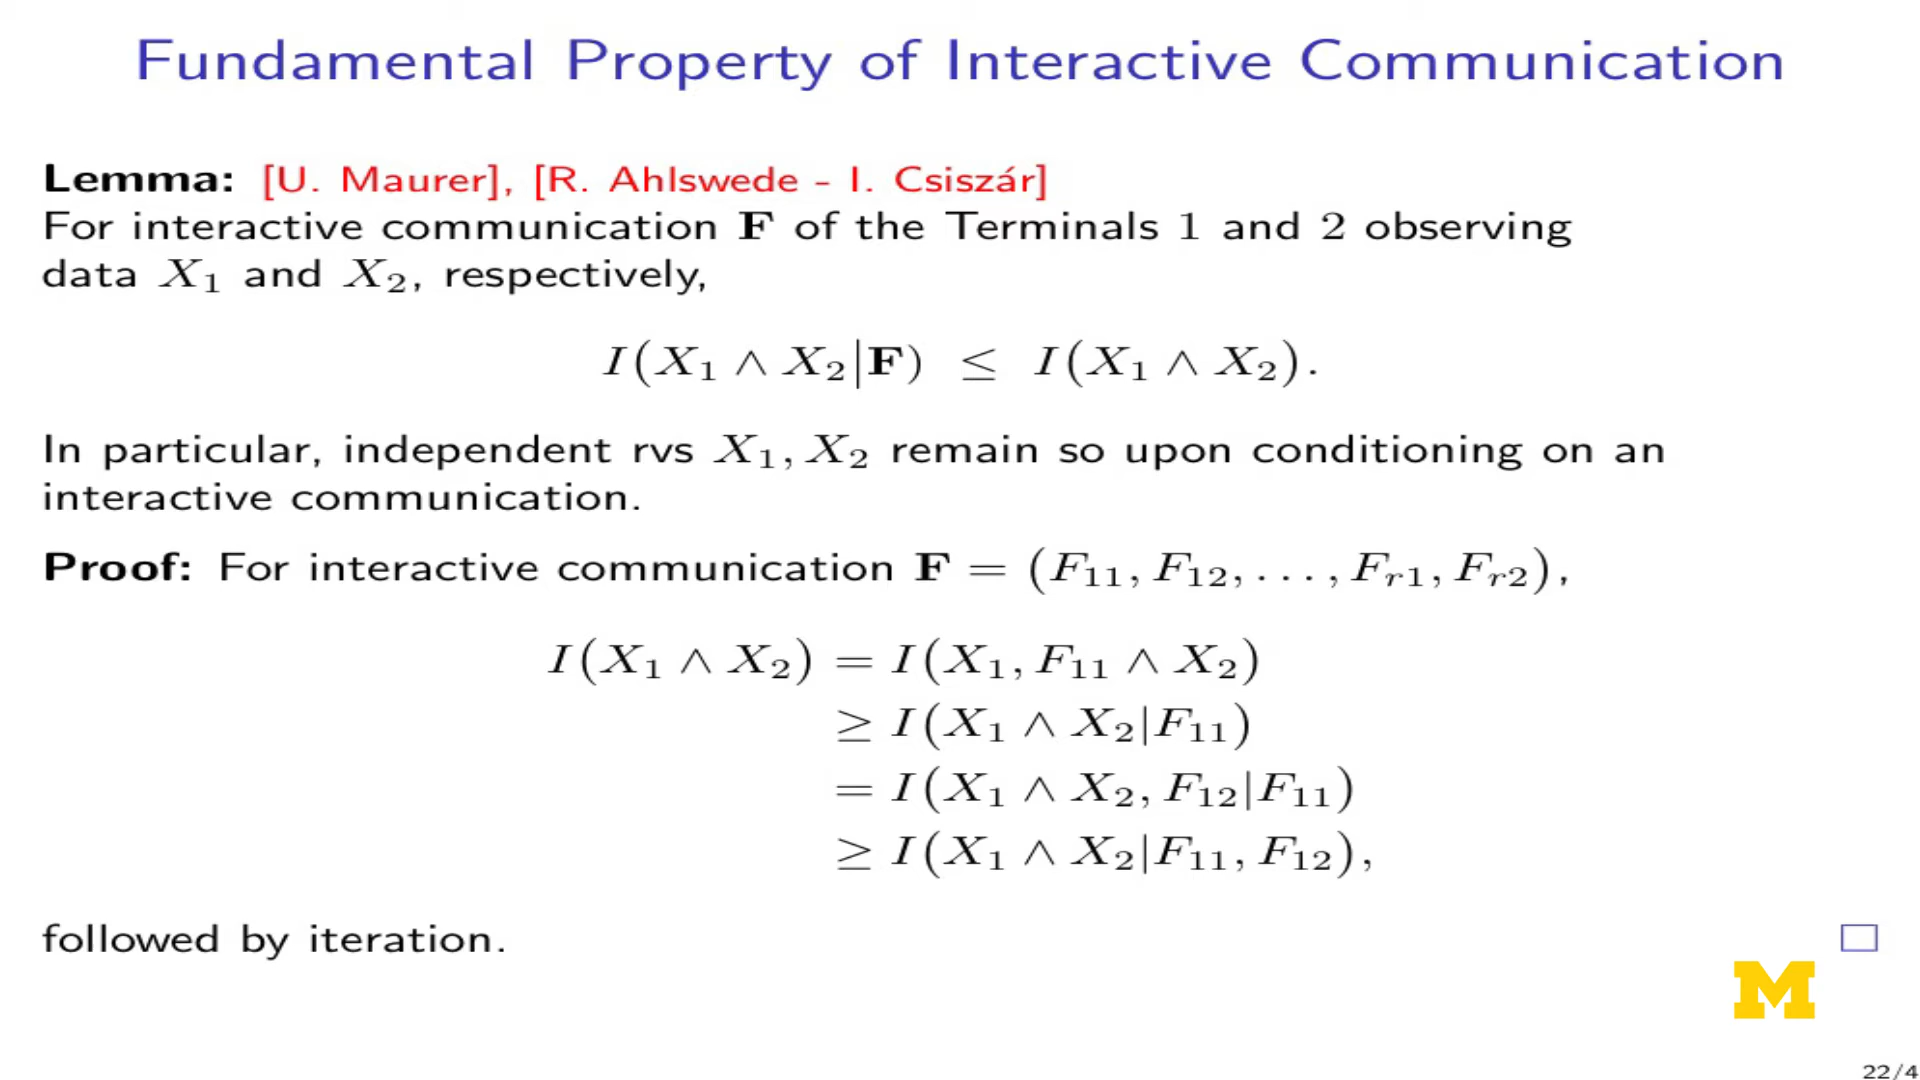 Fundamental Property of Interactive Communication
Lemma: [U. Maurer], [R. Ahlswede - I. Csiszár]
For interactive communication F of the Terminals 1 and 2 observing
data X₁ and X₂, respectively,
I(X₁ ∧ X₂|F) ≤ I(X₁ ∧ X₂).
In particular, independent rvs X₁, X₂ remain so upon conditioning on an
interactive communication.
Proof: For interactive communication F = (F₁₁, F₁₂, . . . , Fᵣ₁, Fᵣ₂),
I(X₁ ∧ X₂) = I(X₁, F₁₁ ∧ X₂)
≥ I(X₁ ∧ X₂|F₁₁)
= I(X₁ ∧ X₂, F₁₂|F₁₁)
≥ I(X₁ ∧ X₂|F₁₁, F₁₂),
followed by iteration.
M
22/4